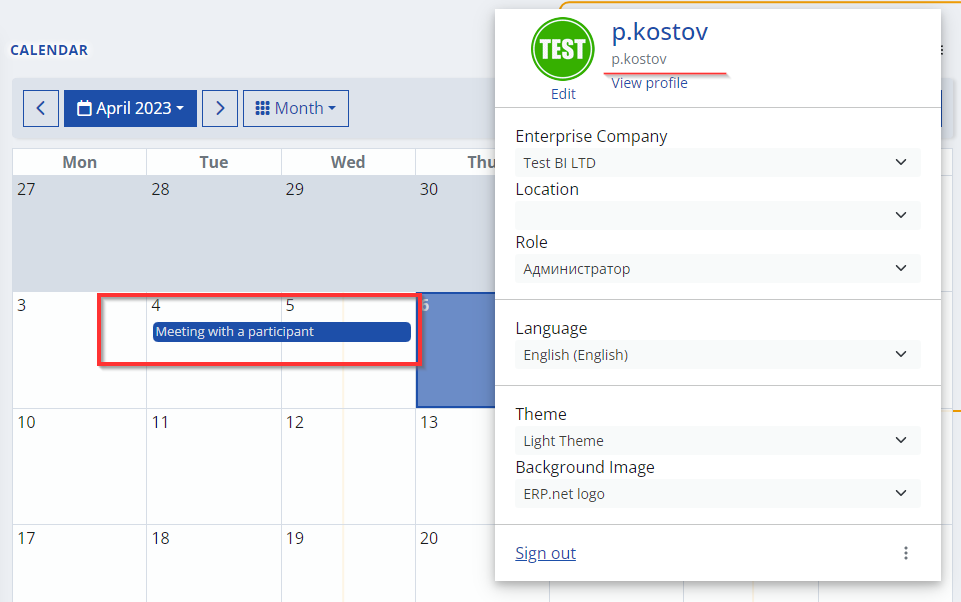 CALENDAR
April 2023
Month
Mon Tue Wed Thu
27 28 29 30
3 4 5 6
Meeting with a participant
10 11 12 13
17 18 19 20
TEST
p.kostov
p.kostov
Edit
View profile
Enterprise Company
Test BI LTD
Location
Role
Администратор
Language
English (English)
Theme
Light Theme
Background Image
ERP.net logo
Sign out